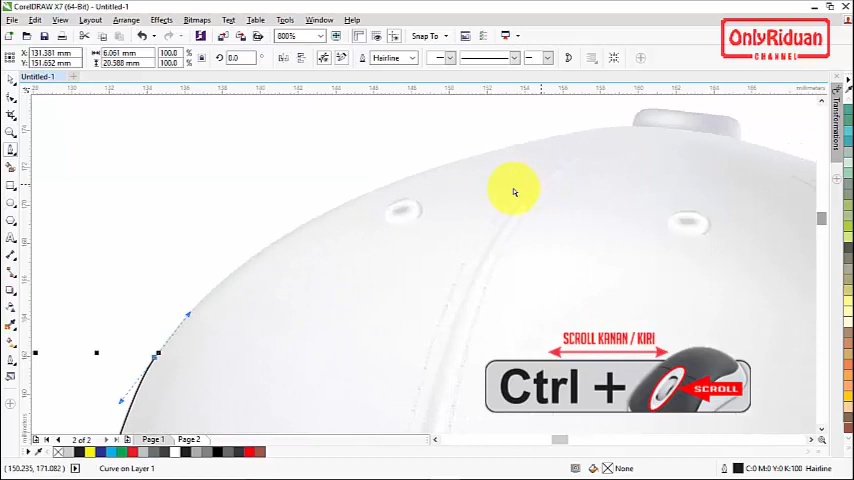 CorelDRAW X7 (64-Bit) - Untitled-1
File Edit View Layout Arrange Effects Bitmaps Text Table Tools Window Help
800% Snap To
X: 131.381 mm 6.061 mm 100.0 %
Y: 151.652 mm 20.588 mm 100.0 % 0.0 Hairline
Untitled-1
OnlyRiduan
CHANNEL
millimeters
Transformations
SCROLL KANAN / KIRI
Ctrl +
SCROLL
2 of 2 Page 1 Page 2
(150.235, 171.082) Curve on Layer 1 None C:0 M:0 Y:0 K:100 Hairline